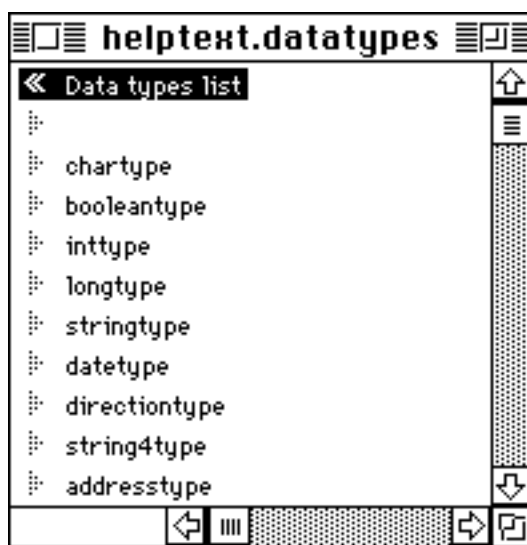 helptext.datatypes
« Data types list
chartype
booleantype
inttype
longtype
stringtype
datetype
directiontype
string4type
addresstype